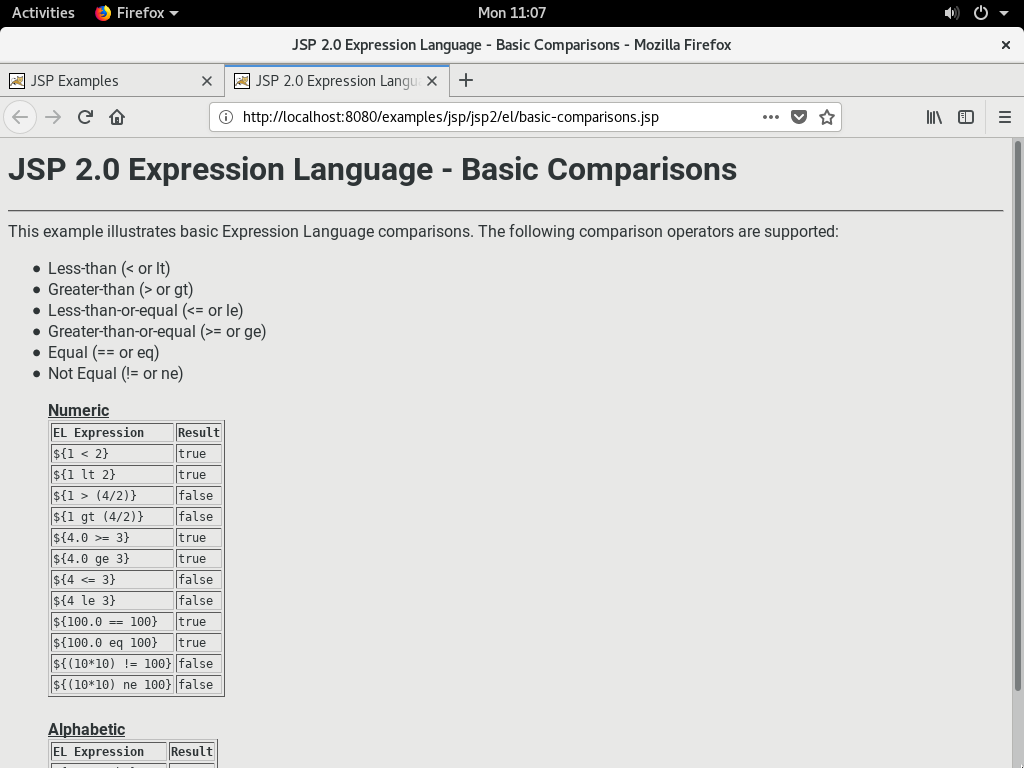 Activities Firefox Mon 11:07
JSP 2.0 Expression Language - Basic Comparisons - Mozilla Firefox
JSP Examples JSP 2.0 Expression Langu
http://localhost:8080/examples/jsp/jsp2/el/basic-comparisons.jsp
JSP 2.0 Expression Language - Basic Comparisons
This example illustrates basic Expression Language comparisons. The following comparison operators are supported:
Less-than (< or lt)
Greater-than (> or gt)
Less-than-or-equal (<= or le)
Greater-than-or-equal (>= or ge)
Equal (== or eq)
Not Equal (!= or ne)
Numeric
EL Expression Result
${1 < 2} true
${1 lt 2} true
${1 > (4/2)} false
${1 gt (4/2)} false
${4.0 >= 3} true
${4.0 ge 3} true
${4 <= 3} false
${4 le 3} false
${100.0 == 100} true
${100.0 eq 100} true
${(10*10) != 100} false
${(10*10) ne 100} false
Alphabetic
EL Expression Result